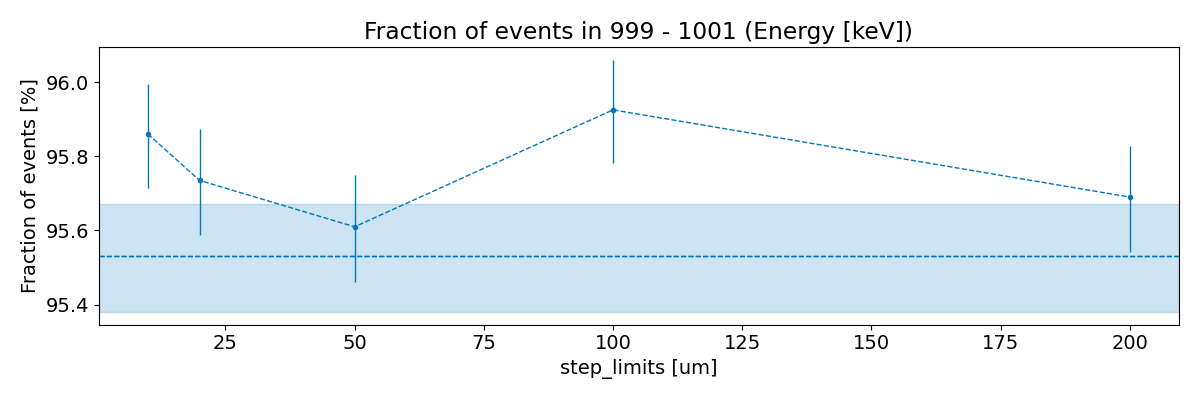 Fraction of events in 999 - 1001 (Energy [keV])
Fraction of events [%]
96.0
95.8
95.6
95.4
25 50 75 100 125 150 175 200
step_limits [um]